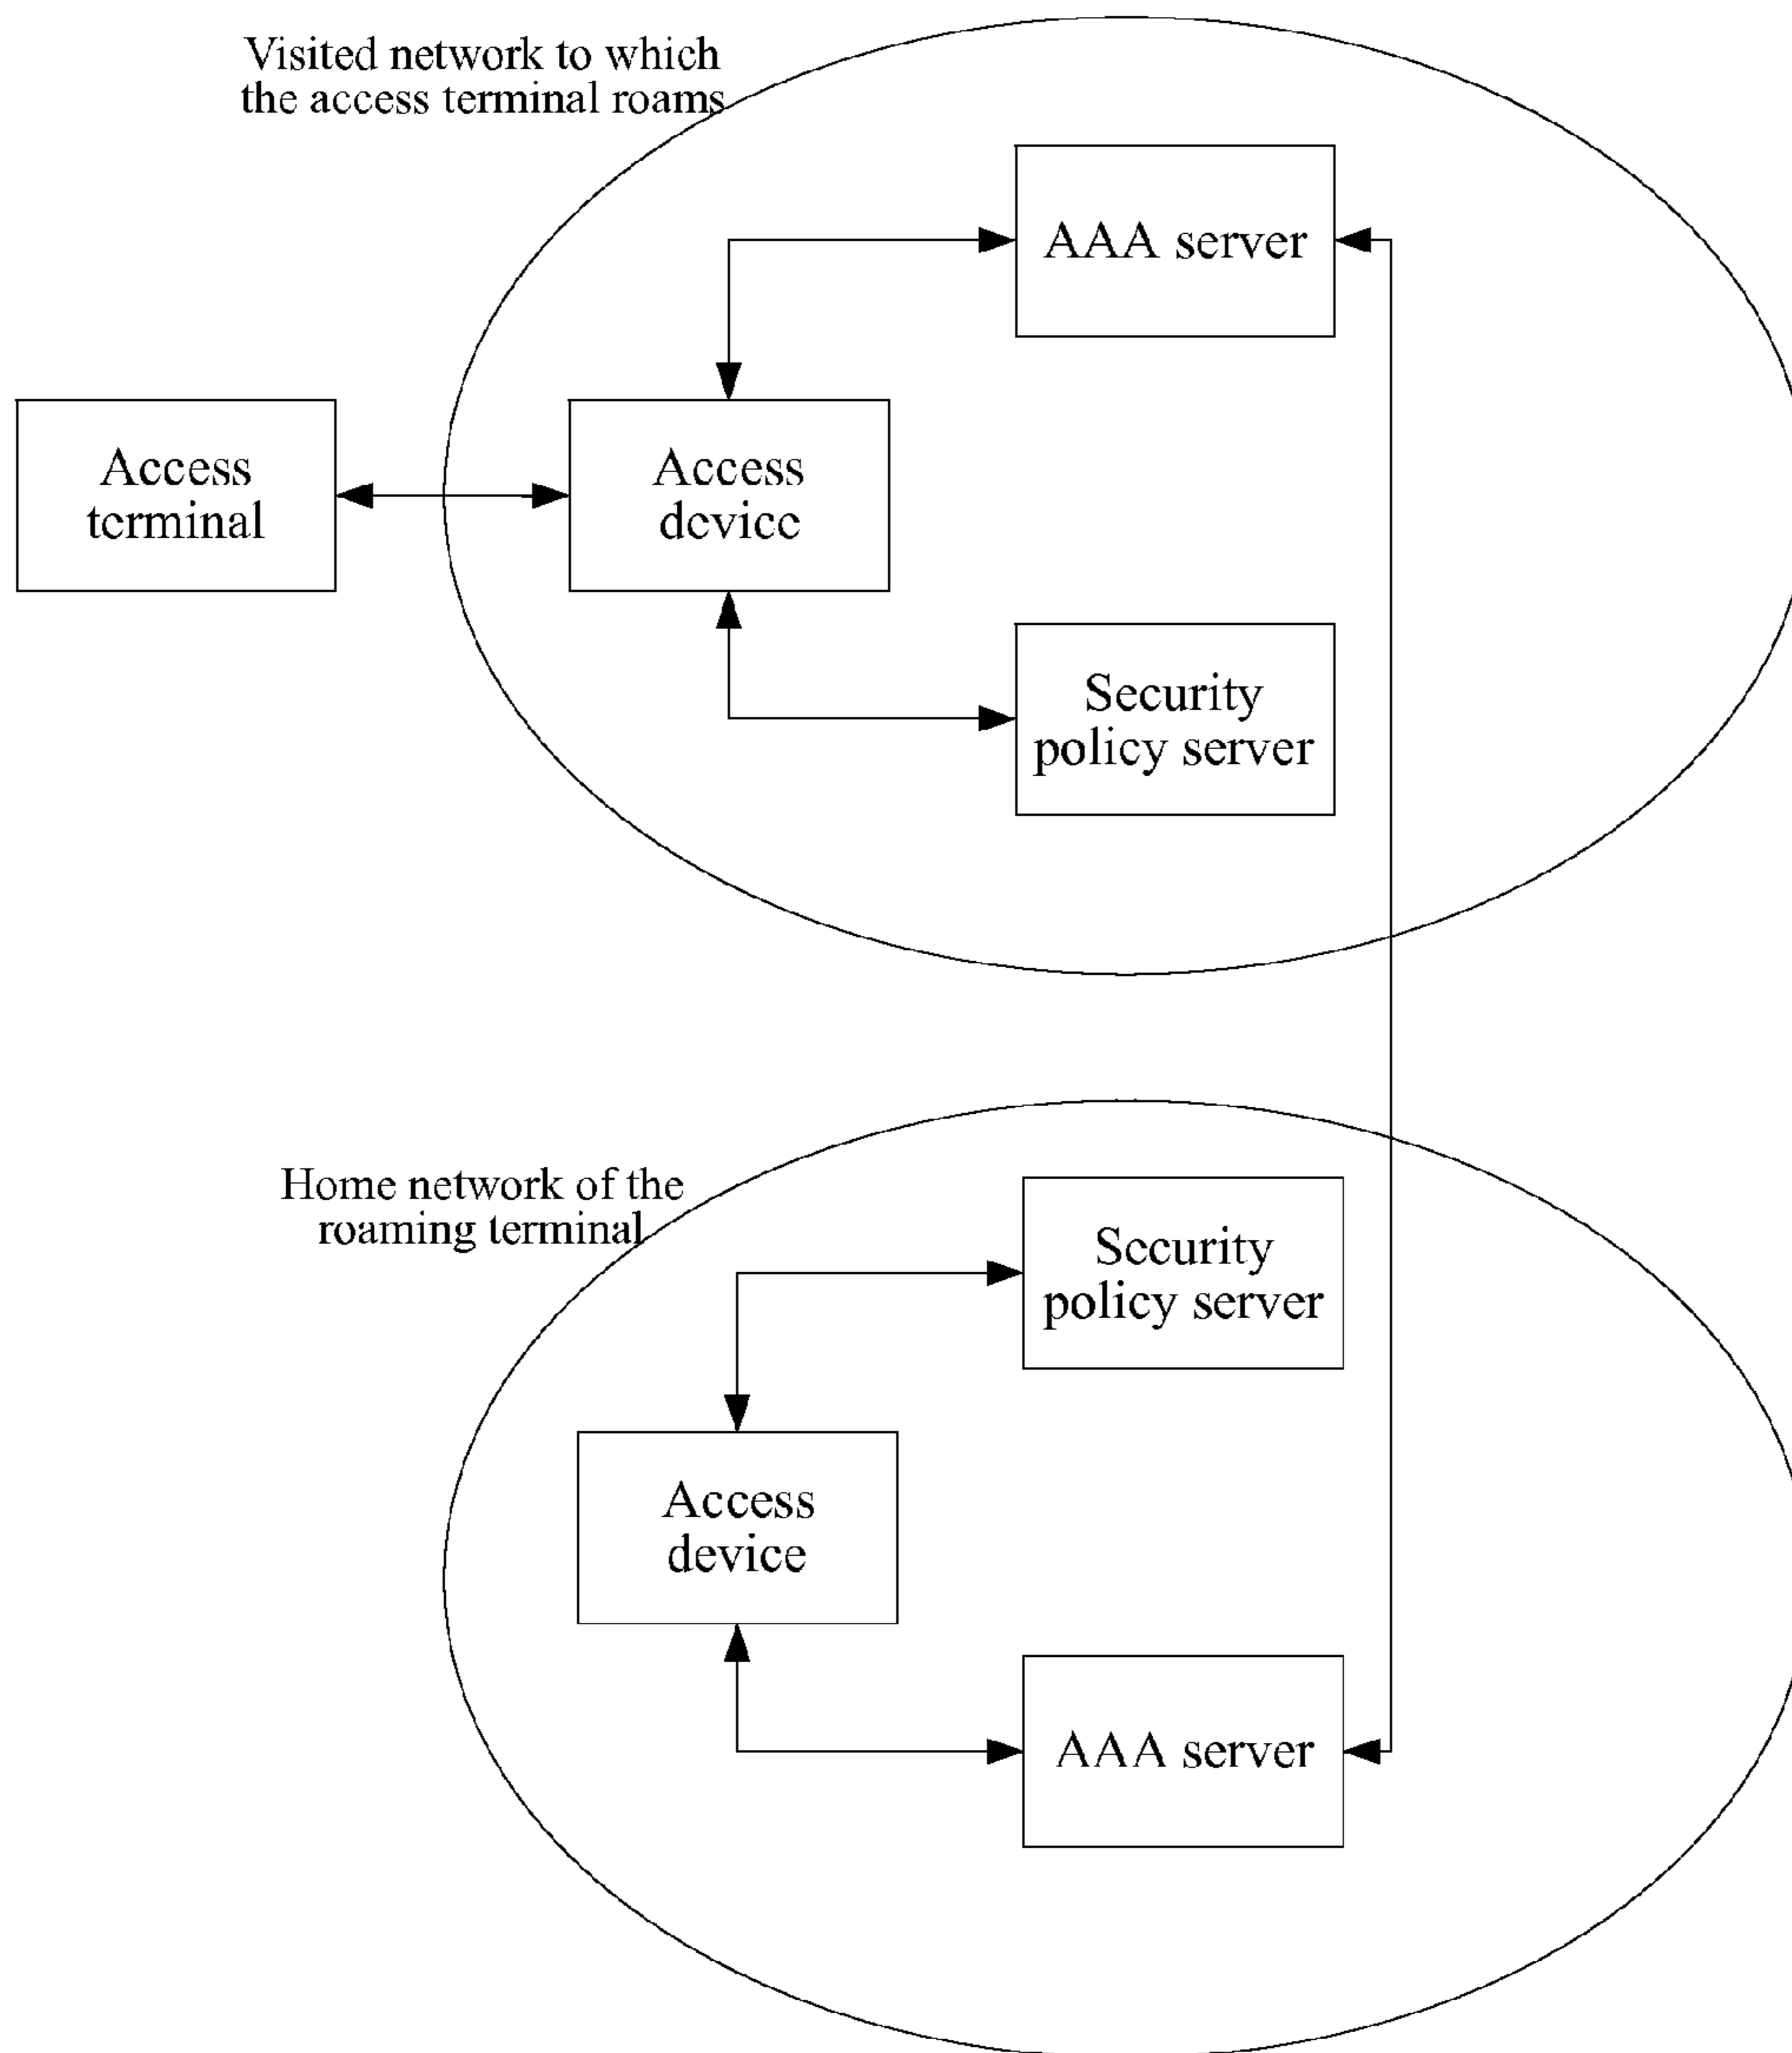 Visited network to which
the access terminal roams
AAA server
Access
terminal
Access
device
Security
policy server
Home network of the
roaming terminal
Security
policy server
Access
device
AAA server